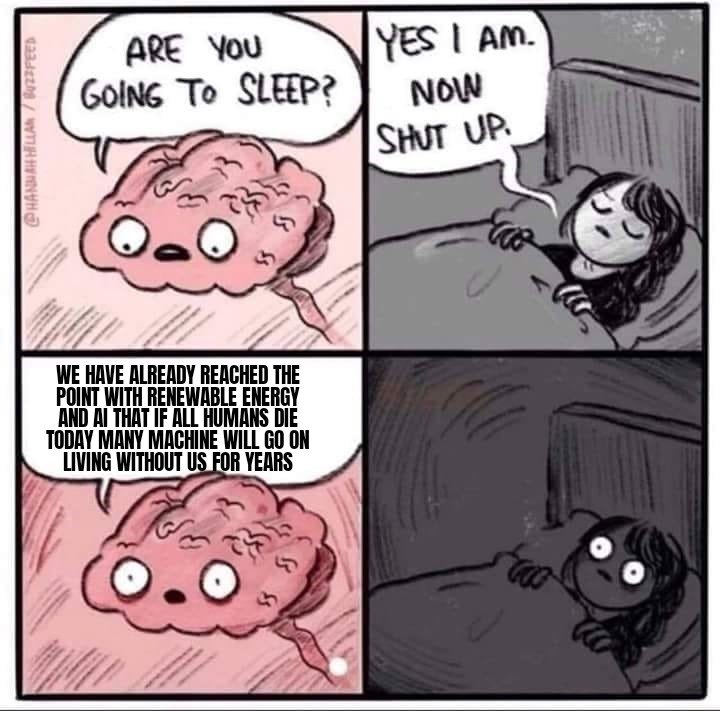 ARE YOU
GOING TO SLEEP?
YES I AM.
NOW
SHUT UP.
@HANNAHHILLAM / BUZZFEED
WE HAVE ALREADY REACHED THE
POINT WITH RENEWABLE ENERGY
AND AI THAT IF ALL HUMANS DIE
TODAY MANY MACHINE WILL GO ON
LIVING WITHOUT US FOR YEARS